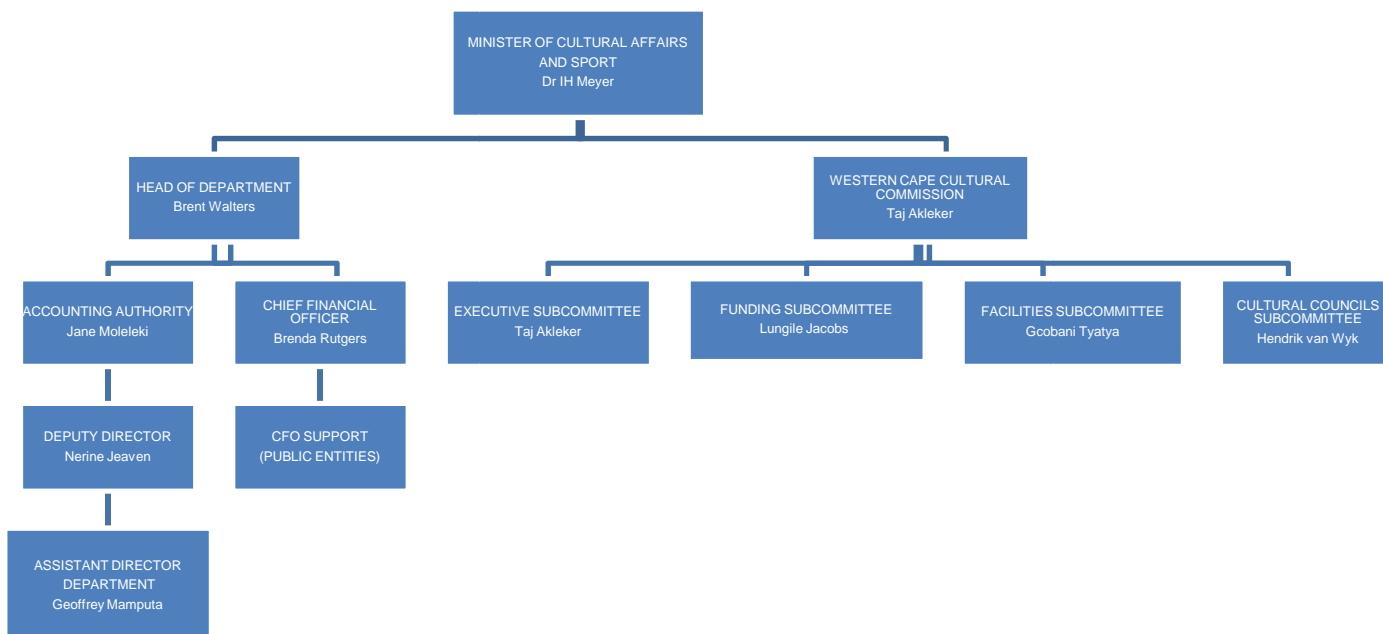 MINISTER OF CULTURAL AFFAIRS
AND SPORT
Dr IH Meyer
HEAD OF DEPARTMENT
Brent Walters
WESTERN CAPE CULTURAL
COMMISSION
Taj Akleker
ACCOUNTING AUTHORITY
Jane Moleleki
CHIEF FINANCIAL
OFFICER
Brenda Rutgers
EXECUTIVE SUBCOMMITTEE
Taj Akleker
FUNDING SUBCOMMITTEE
Lungile Jacobs
FACILITIES SUBCOMMITTEE
Gcobani Tyatya
CULTURAL COUNCILS
SUBCOMMITTEE
Hendrik van Wyk
DEPUTY DIRECTOR
Nerine Jeaven
CFO SUPPORT
(PUBLIC ENTITIES)
ASSISTANT DIRECTOR
DEPARTMENT
Geoffrey Mamputa